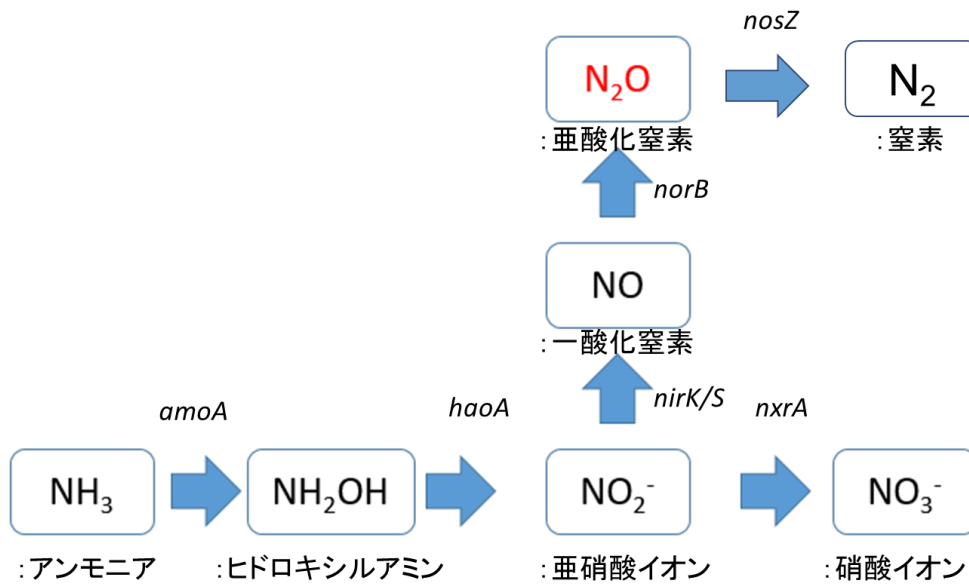 nosZ
N₂O
N₂
:亜酸化窒素
:窒素
norB
NO
:一酸化窒素
nirK/S
amoA
haoA
nxrA
NH₃
NH₂OH
NO₂⁻
NO₃⁻
:アンモニア
:ヒドロキシルアミン
:亜硝酸イオン
:硝酸イオン